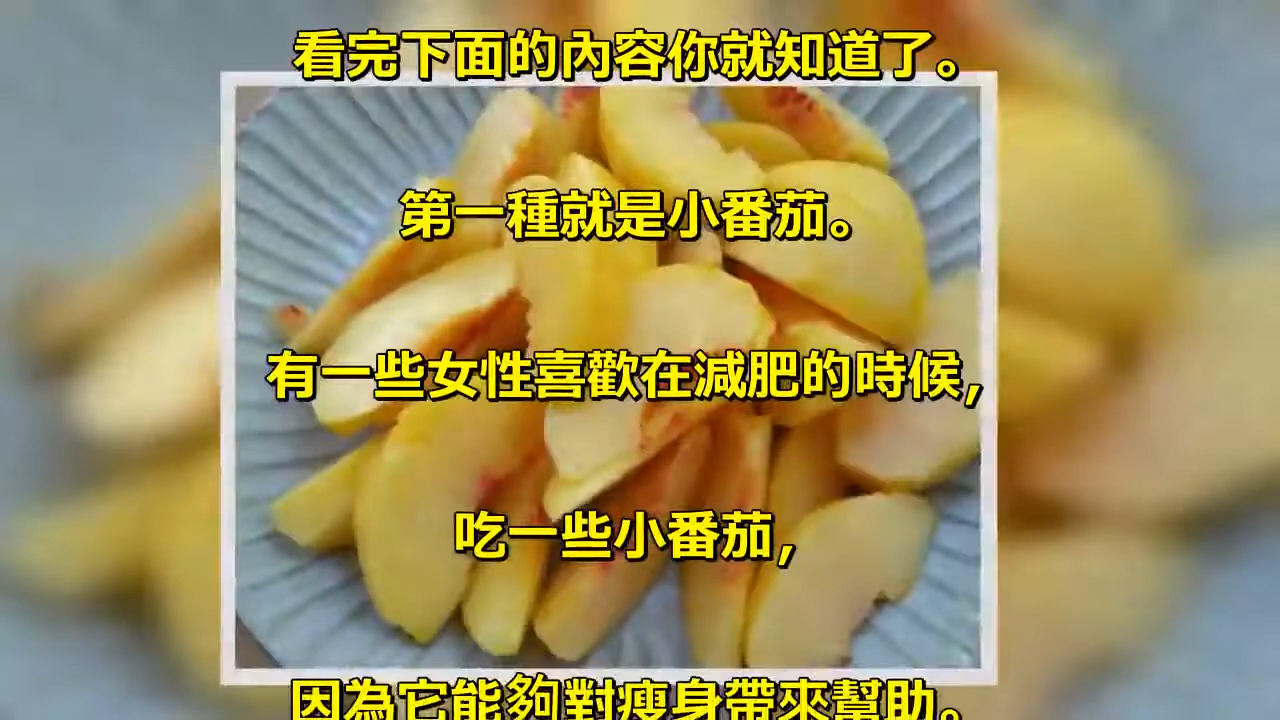 看完下面的內容你就知道了。
第一種就是小番茄。
有一些女性喜歡在減肥的時候，
吃一些小番茄，
因為它能夠對瘦身帶來幫助。